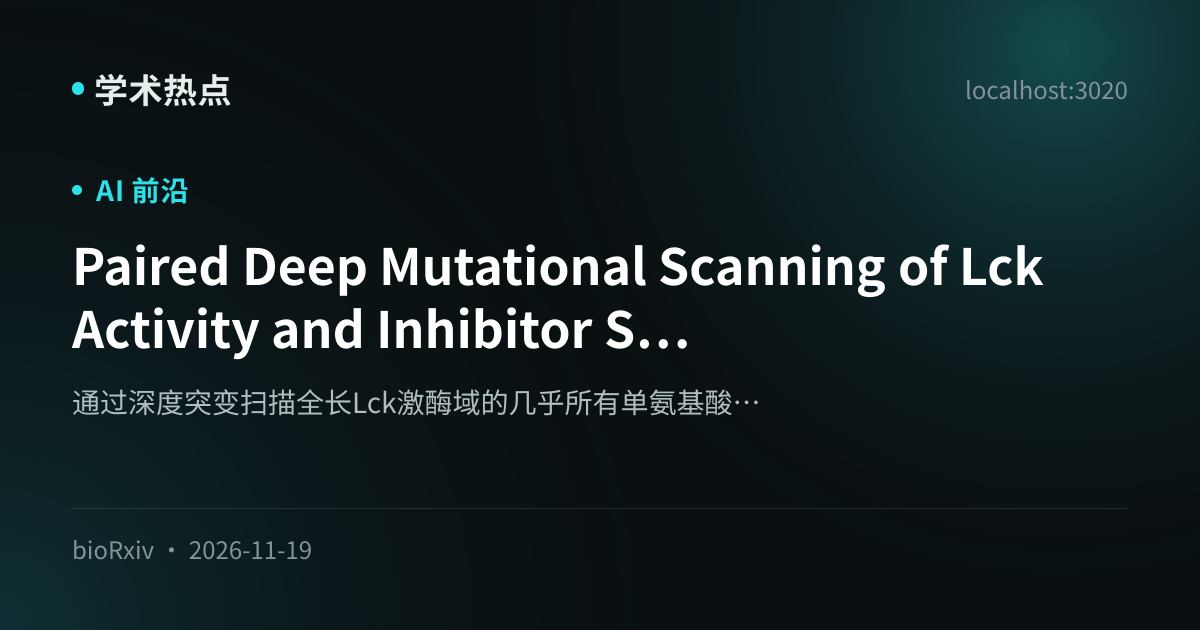 学术热点
localhost:3020
AI 前沿
Paired Deep Mutational Scanning of Lck
Activity and Inhibitor S…
通过深度突变扫描全长Lck激酶域的几乎所有单氨基酸…
bioRxiv · 2026-11-19